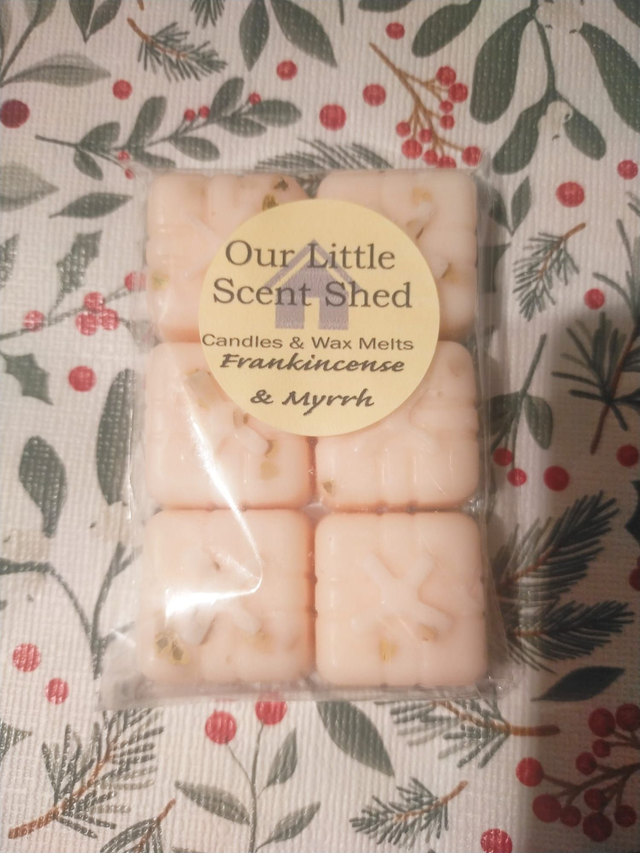 Our Little
Scent Shed
Candles & Wax Melts
Frankincense
& Myrrh